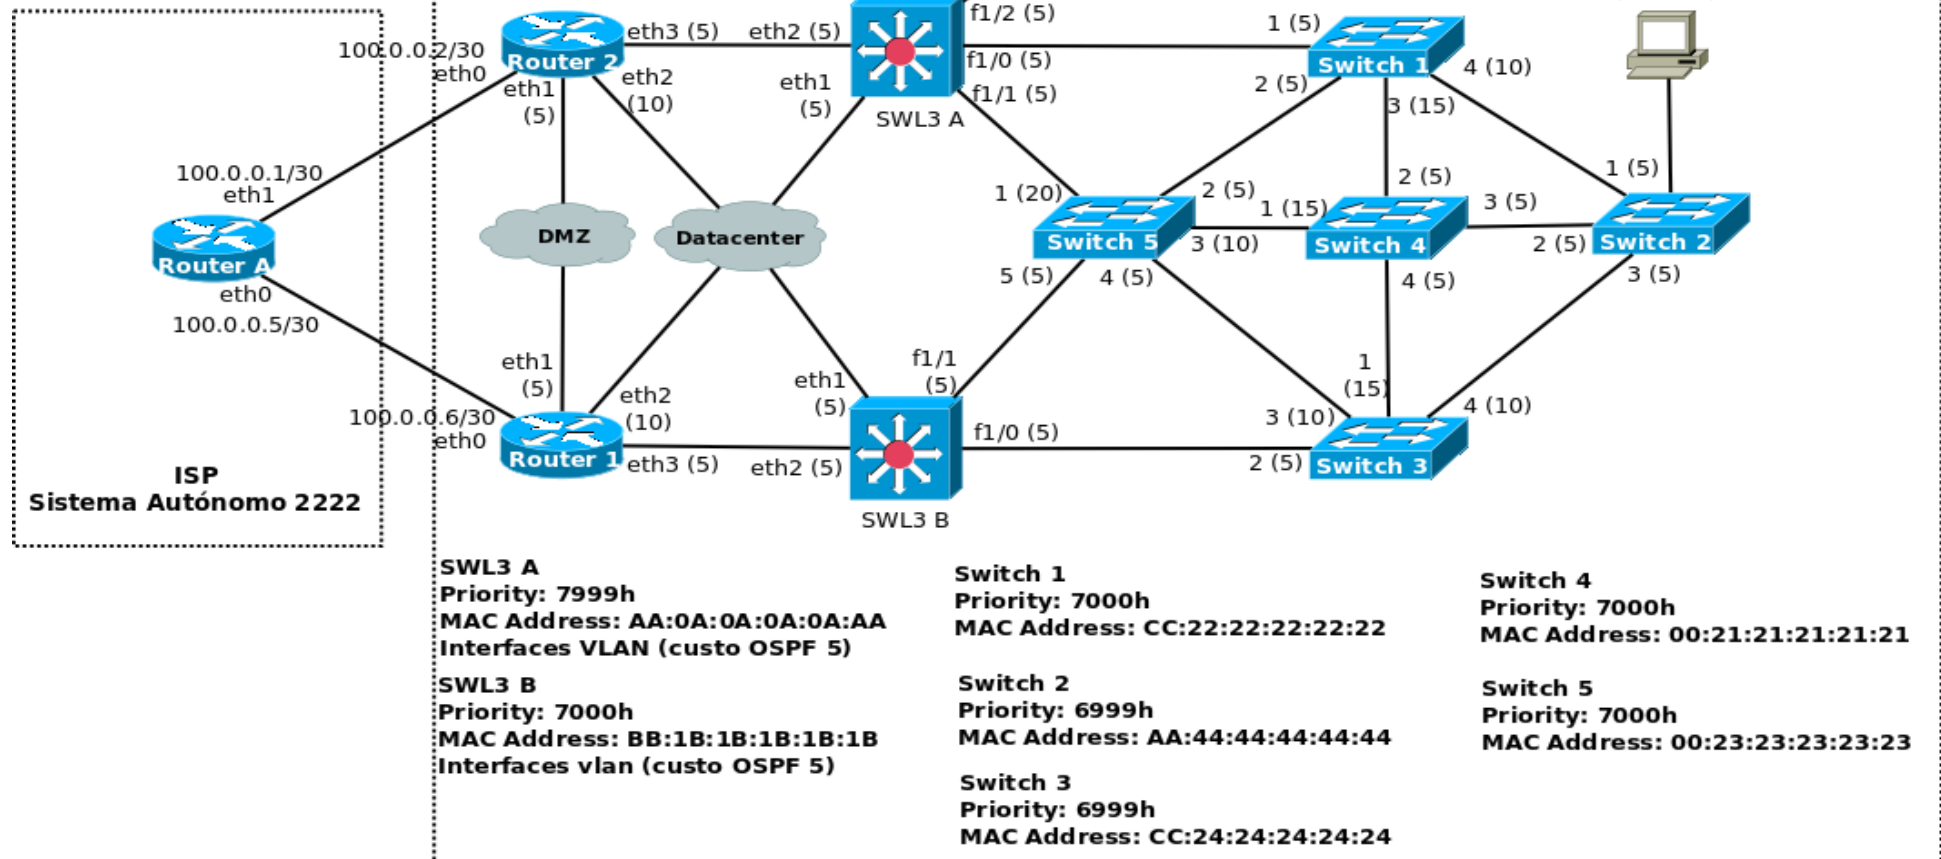 f1/2 (5)
1 (5)
eth3 (5)
eth2 (5)
100.0.0.2/30
eth0
Router 2
f1/0 (5)
Switch 1
4 (10)
eth2
(10)
eth1
(5)
eth1
(5)
f1/1 (5)
2 (5)
3 (15)
SWL3 A
100.0.0.1/30
eth1
1 (20)
2 (5)
1 (15)
2 (5)
3 (5)
1 (5)
DMZ
Datacenter
Switch 5
3 (10)
Switch 4
2 (5)
Switch 2
Router A
eth0
100.0.0.5/30
5 (5)
4 (5)
4 (5)
3 (5)
eth1
(5)
eth2
(10)
eth1
(5)
f1/1
(5)
1
(15)
100.0.0.6/30
eth0
Router 1
eth3 (5)
eth2 (5)
f1/0 (5)
3 (10)
4 (10)
2 (5)
Switch 3
SWL3 B
ISP
Sistema Autónomo 2222
SWL3 A
Priority: 7999h
MAC Address: AA:0A:0A:0A:0A:AA
Interfaces VLAN (custo OSPF 5)
SWL3 B
Priority: 7000h
MAC Address: BB:1B:1B:1B:1B:1B
Interfaces vlan (custo OSPF 5)
Switch 1
Priority: 7000h
MAC Address: CC:22:22:22:22:22
Switch 2
Priority: 6999h
MAC Address: AA:44:44:44:44:44
Switch 3
Priority: 6999h
MAC Address: CC:24:24:24:24:24
Switch 4
Priority: 7000h
MAC Address: 00:21:21:21:21:21
Switch 5
Priority: 7000h
MAC Address: 00:23:23:23:23:23